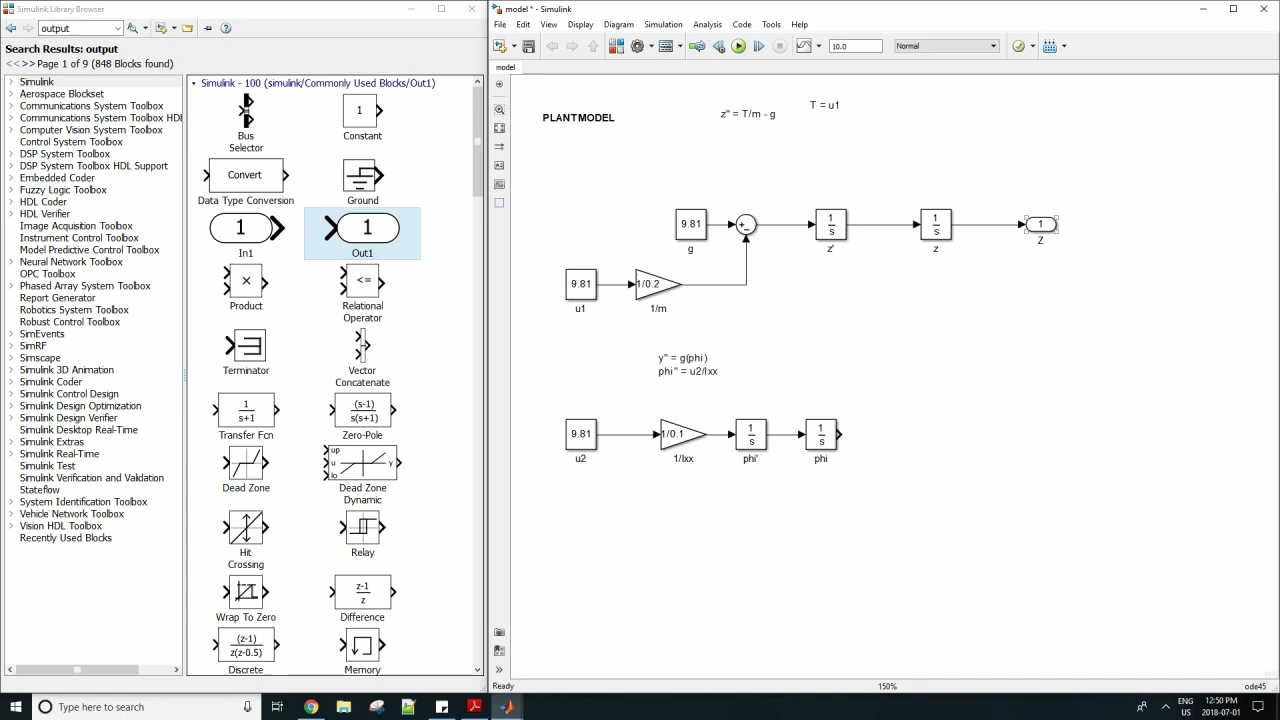 Simulink Library Browser
output
Search Results: output
<< >> Page 1 of 9 (848 Blocks found)
Simulink
Aerospace Blockset
Communications System Toolbox
Communications System Toolbox HDL
Computer Vision System Toolbox
Control System Toolbox
DSP System Toolbox
DSP System Toolbox HDL Support
Embedded Coder
Fuzzy Logic Toolbox
HDL Coder
HDL Verifier
Image Acquisition Toolbox
Instrument Control Toolbox
Model Predictive Control Toolbox
Neural Network Toolbox
OPC Toolbox
Phased Array System Toolbox
Report Generator
Robotics System Toolbox
Robust Control Toolbox
SimEvents
SimRF
Simscape
Simulink 3D Animation
Simulink Coder
Simulink Control Design
Simulink Design Optimization
Simulink Design Verifier
Simulink Desktop Real-Time
Simulink Extras
Simulink Real-Time
Simulink Test
Simulink Verification and Validation
Stateflow
System Identification Toolbox
Vehicle Network Toolbox
Vision HDL Toolbox
Recently Used Blocks
Simulink - 100 (simulink/Commonly Used Blocks/Out1)
Bus
Selector
1
Constant
Convert
Data Type Conversion
Ground
1
In1
1
Out1
×
Product
<=
Relational
Operator
Terminator
Vector
Concatenate
1
s+1
Transfer Fcn
(s-1)
s(s+1)
Zero-Pole
Dead Zone
up
u
lo
y
Dead Zone
Dynamic
Hit
Crossing
Relay
Wrap To Zero
z-1
z
Difference
(z-1)
z(z-0.5)
Discrete
Memory
model * - Simulink
File Edit View Display Diagram Simulation Analysis Code Tools Help
10.0
Normal
model
PLANT MODEL
z'' = T/m - g
T = u1
9.81
g
+
-
1
s
z'
1
s
z
1
Z
9.81
u1
1/0.2
1/m
y'' = g(phi)
phi'' = u2/Ixx
9.81
u2
1/0.1
1/Ixx
1
s
phi'
1
s
phi
Ready
150%
ode45
Type here to search
ENG
US
12:50 PM
2018-07-01